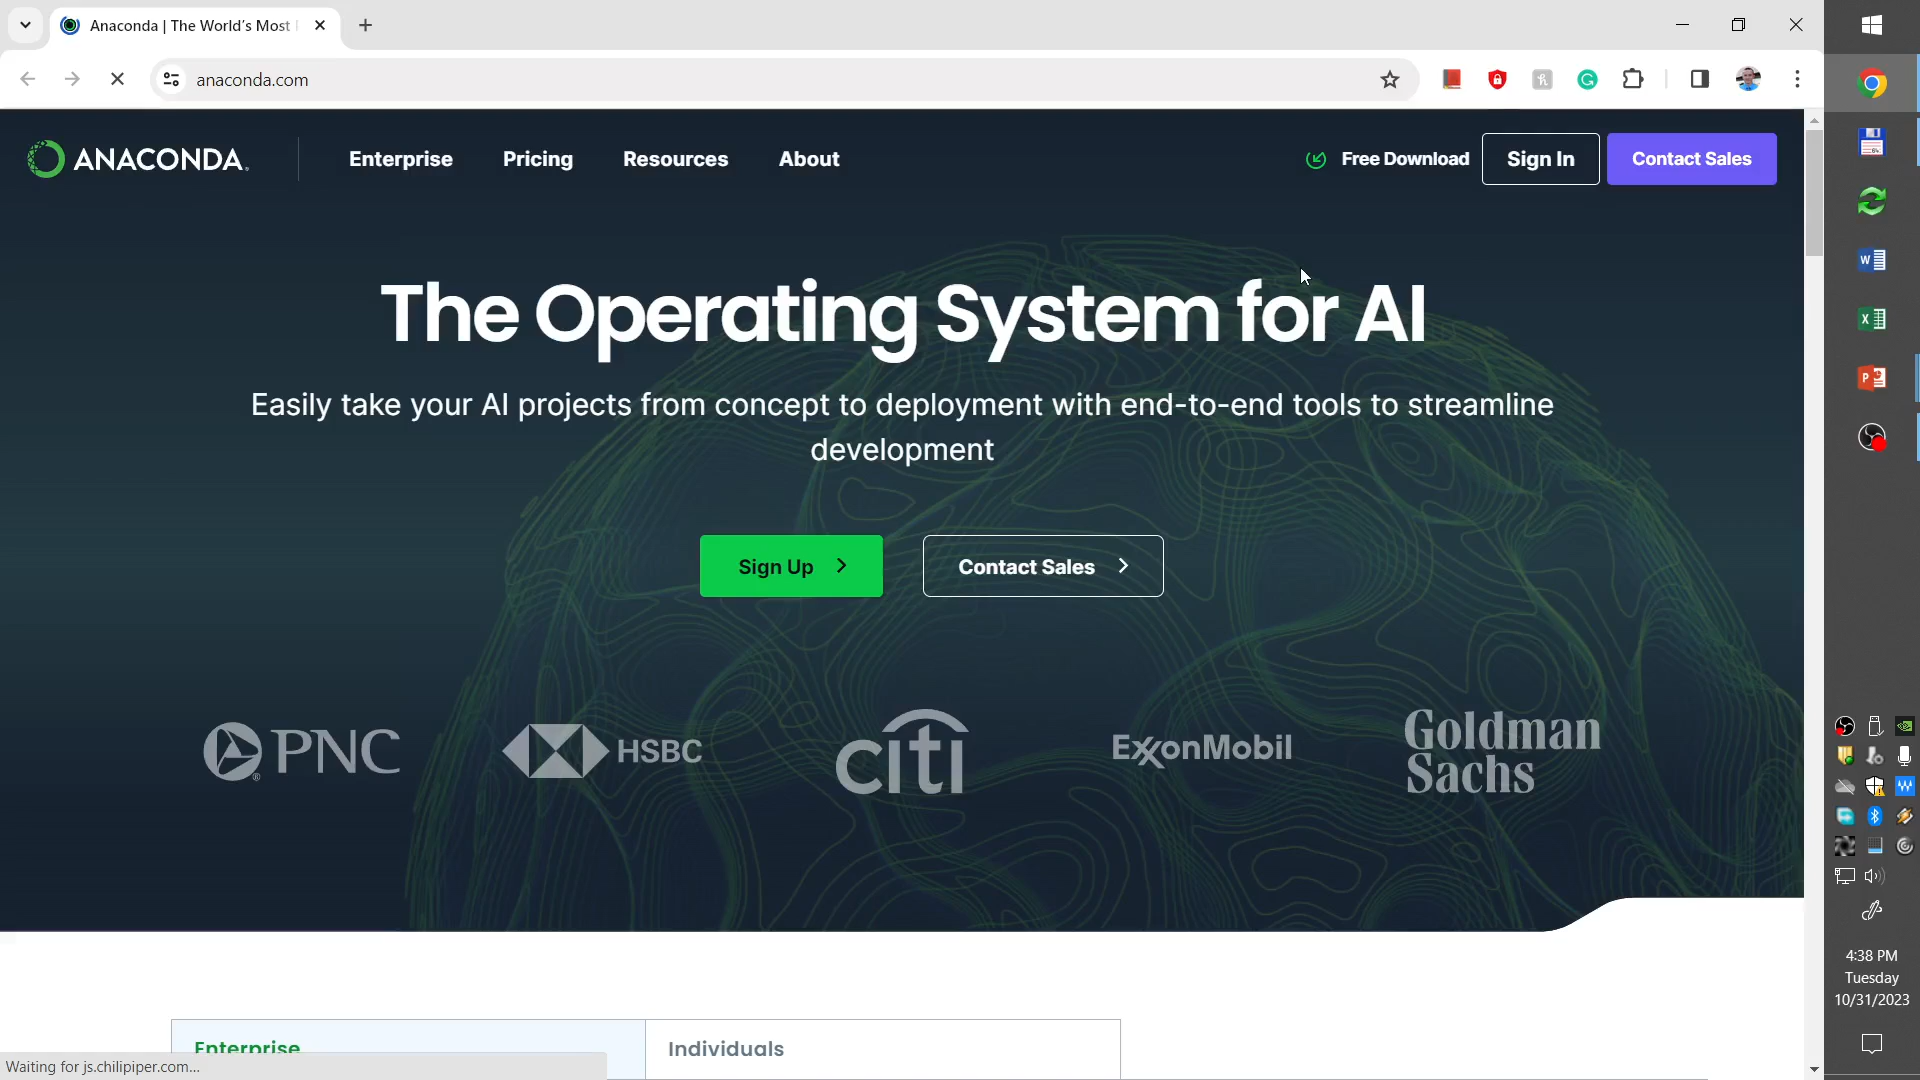 Anaconda | The World's Most
anaconda.com
ANACONDA.
Enterprise
Pricing
Resources
About
Free Download
Sign In
Contact Sales
The Operating System for AI
Easily take your AI projects from concept to deployment with end-to-end tools to streamline
development
Sign Up
Contact Sales
PNC
HSBC
citi
ExxonMobil
Goldman
Sachs
Enterprise
Individuals
Waiting for js.chilipiper.com...
4:38 PM
Tuesday
10/31/2023